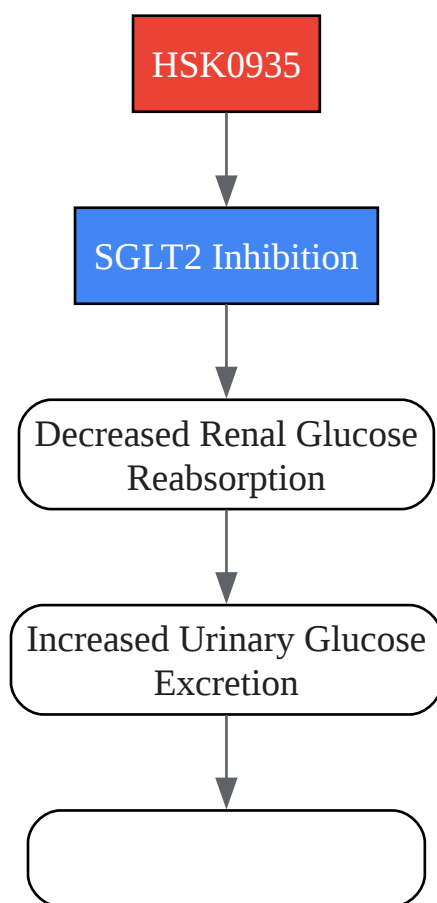 HSK0935
SGLT2 Inhibition
Decreased Renal Glucose
Reabsorption
Increased Urinary Glucose
Excretion